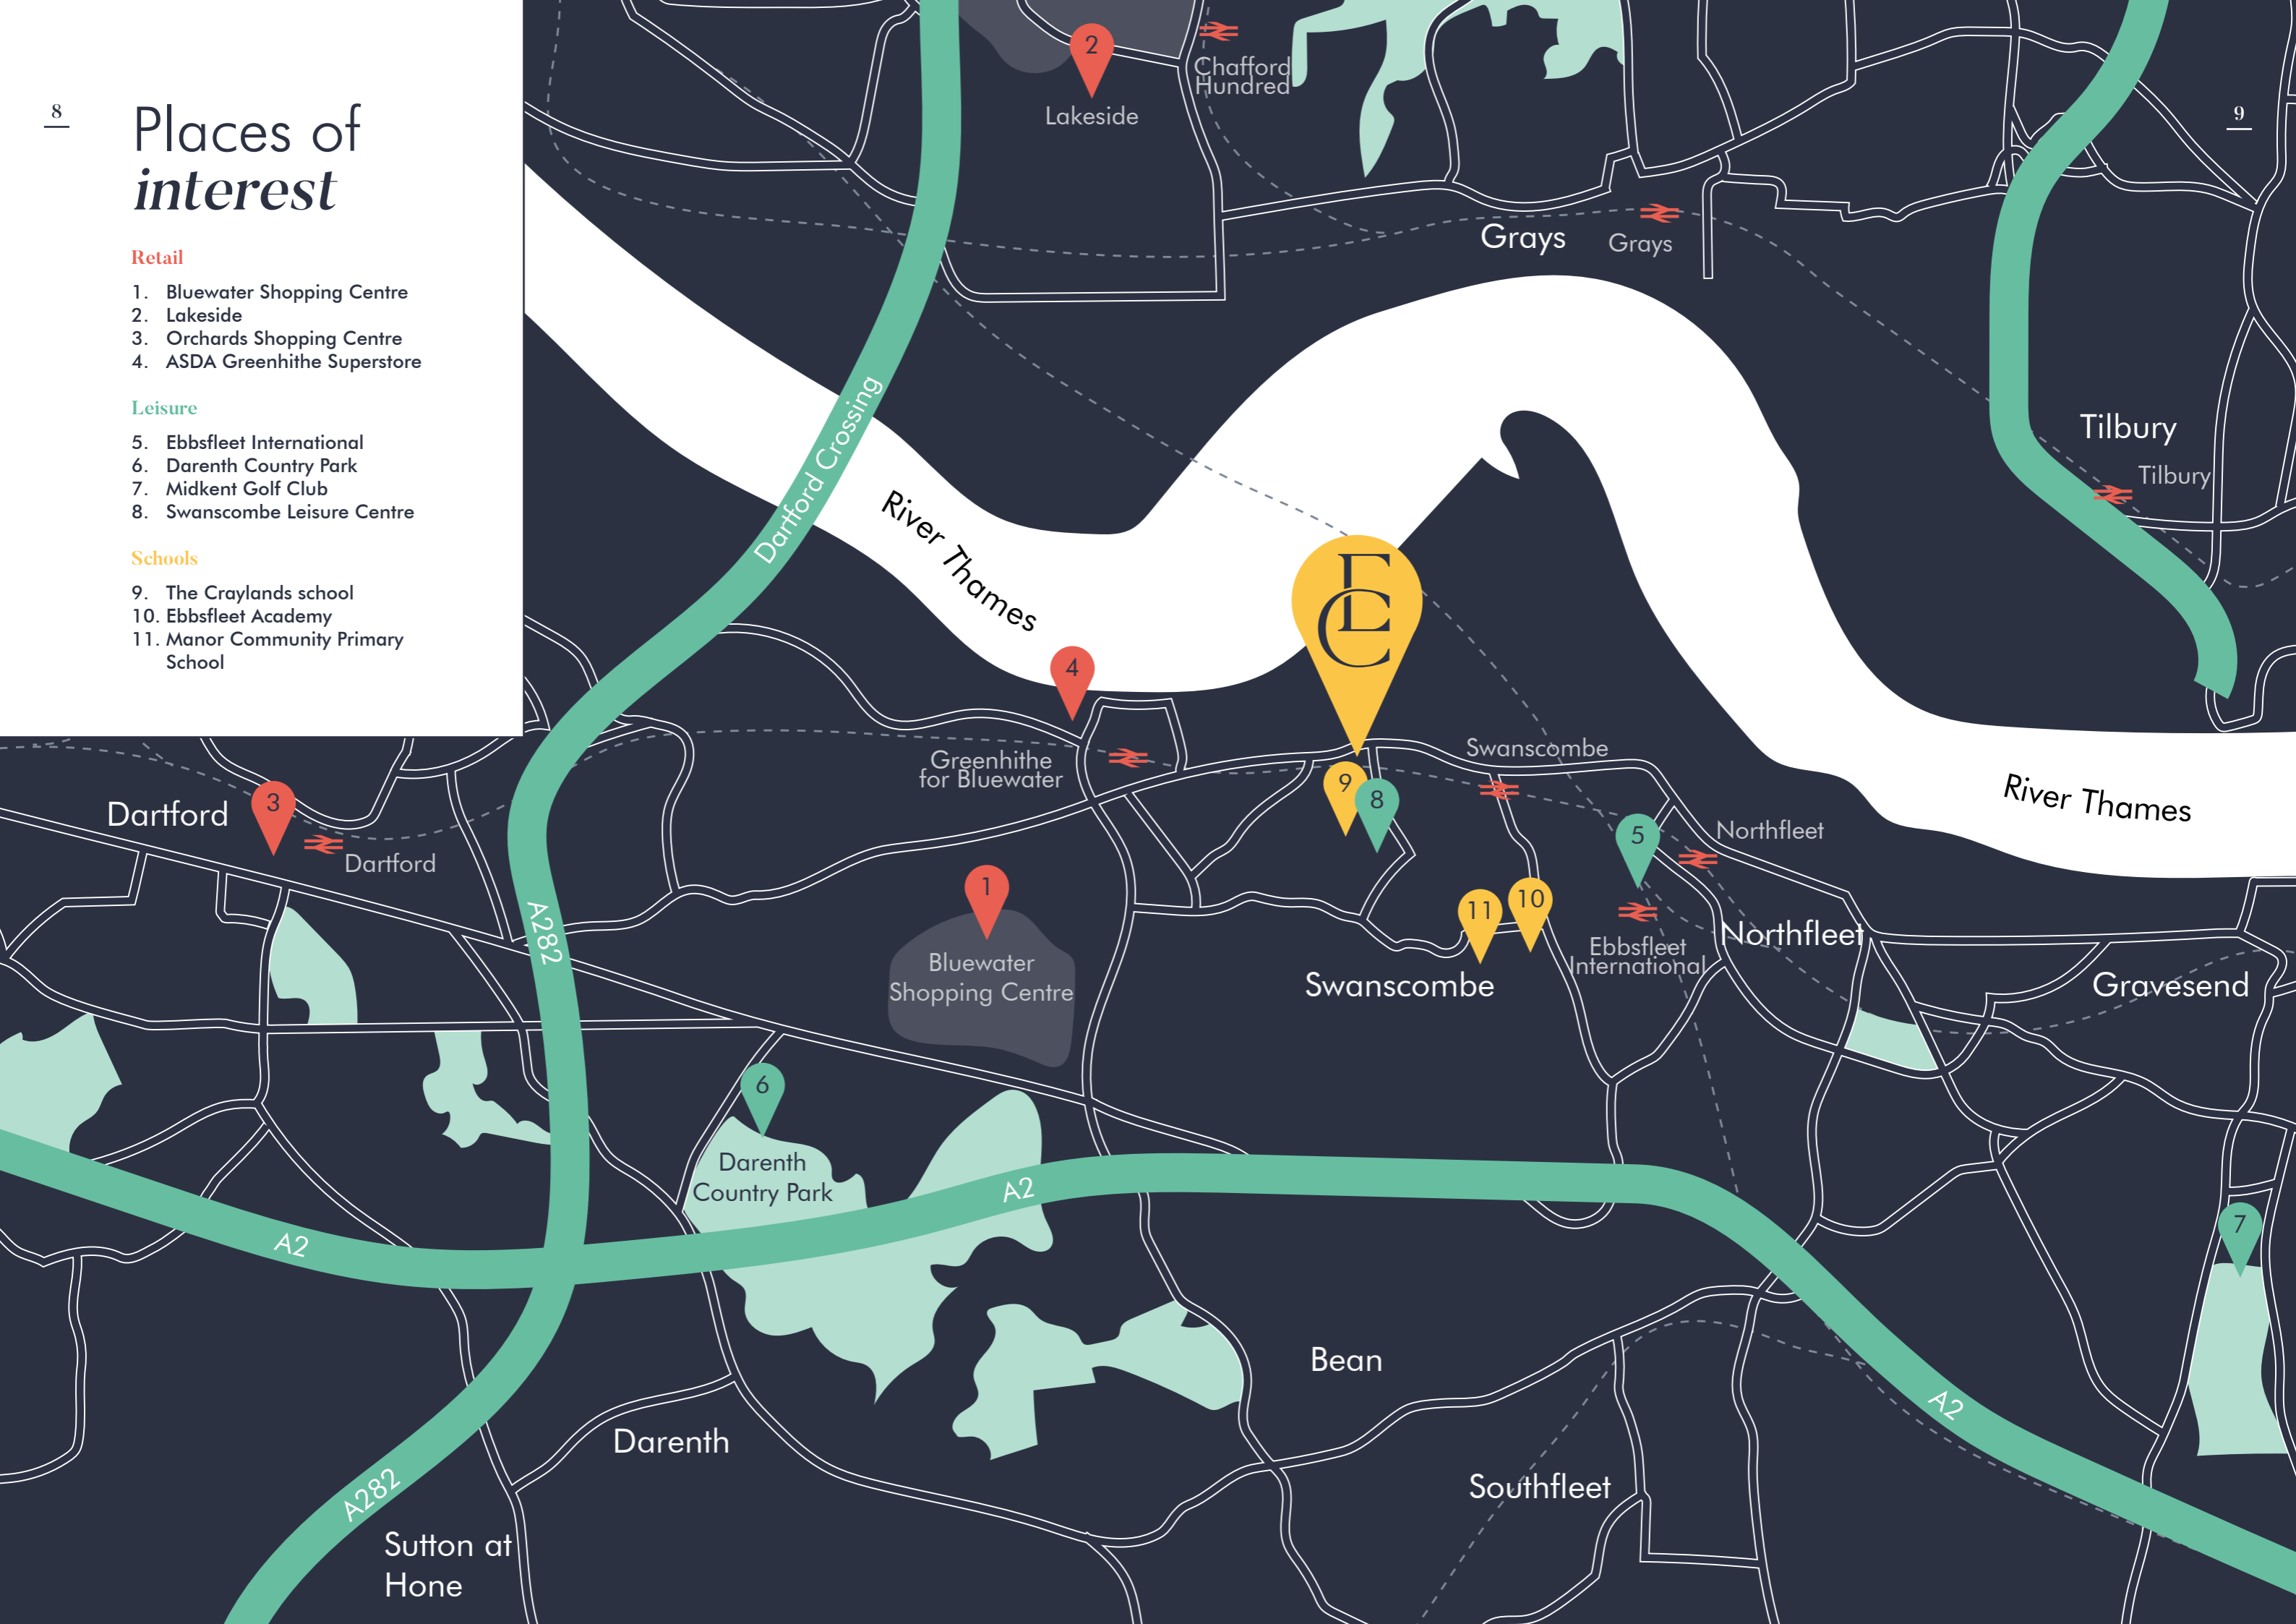 8
Places of
interest
Retail
1. Bluewater Shopping Centre
2. Lakeside
3. Orchards Shopping Centre
4. ASDA Greenhithe Superstore
Leisure
5. Ebbsfleet International
6. Darenth Country Park
7. Midkent Golf Club
8. Swanscombe Leisure Centre
Schools
9. The Craylands school
10. Ebbsfleet Academy
11. Manor Community Primary
School
9
2
Lakeside
Chafford
Hundred
Grays
Grays
Tilbury
Tilbury
Dartford Crossing
River Thames
EC
4
Greenhithe
for Bluewater
Swanscombe
9
8
5
Northfleet
River Thames
Dartford
3
Dartford
A282
1
Bluewater
Shopping Centre
11
10
Swanscombe
Ebbsfleet
International
Northfleet
Gravesend
6
Darenth
Country Park
A2
A2
7
Bean
A2
Darenth
A282
Southfleet
Sutton at
Hone